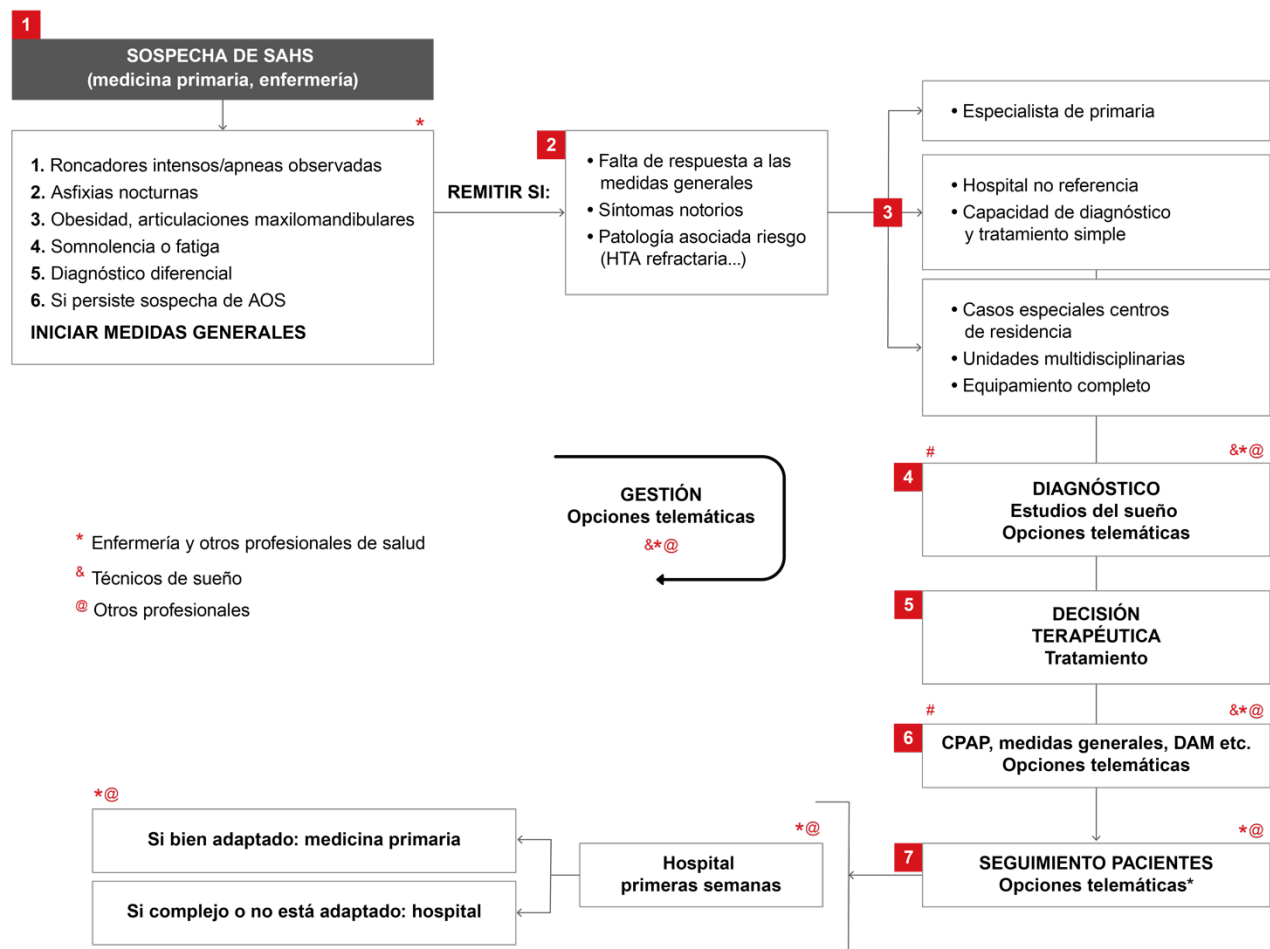 1
SOSPECHA DE SAHS
(medicina primaria, enfermería)
*
1. Roncadores intensos/apneas observadas
2. Asfixias nocturnas
3. Obesidad, articulaciones maxilomandibulares
4. Somnolencia o fatiga
5. Diagnóstico diferencial
6. Si persiste sospecha de AOS
INICIAR MEDIDAS GENERALES
REMITIR SI:
2
• Falta de respuesta a las
medidas generales
• Síntomas notorios
• Patología asociada riesgo
(HTA refractaria...)
3
• Especialista de primaria
• Hospital no referencia
• Capacidad de diagnóstico
y tratamiento simple
• Casos especiales centros
de residencia
• Unidades multidisciplinarias
• Equipamiento completo
# &*@
4
DIAGNÓSTICO
Estudios del sueño
Opciones telemáticas
GESTIÓN
Opciones telemáticas
&*@
* Enfermería y otros profesionales de salud
& Técnicos de sueño
@ Otros profesionales
5
DECISIÓN
TERAPÉUTICA
Tratamiento
# &*@
6
CPAP, medidas generales, DAM etc.
Opciones telemáticas
*@
7
SEGUIMIENTO PACIENTES
Opciones telemáticas*
*@
Hospital
primeras semanas
*@
Si bien adaptado: medicina primaria
Si complejo o no está adaptado: hospital